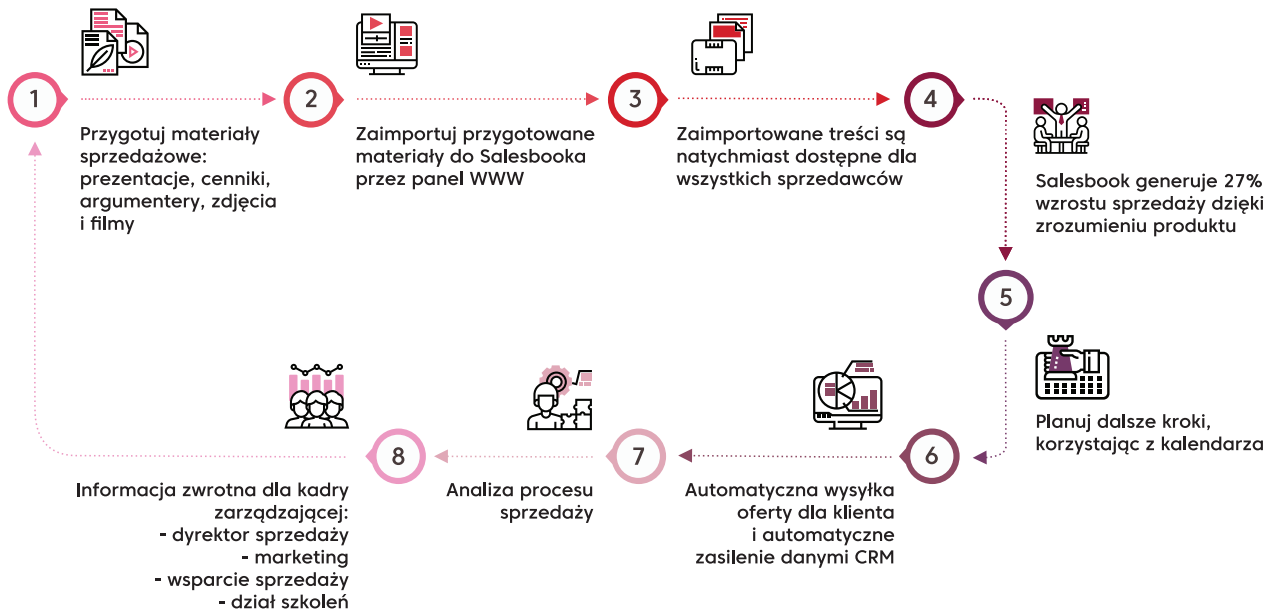 1
Przygotuj materiały
sprzedażowe:
prezentacje, cenniki,
argumentery, zdjęcia
i filmy
2
Zaimportuj przygotowane
materiały do Salesbooka
przez panel WWW
3
Zaimportowane treści są
natychmiast dostępne dla
wszystkich sprzedawców
4
Salesbook generuje 27%
wzrostu sprzedaży dzięki
zrozumieniu produktu
5
Planuj dalsze kroki,
korzystając z kalendarza
6
Automatyczna wysyłka
oferty dla klienta
i automatyczne
zasilenie danymi CRM
7
Analiza procesu
sprzedaży
8
Informacja zwrotna dla kadry
zarządzającej:
- dyrektor sprzedaży
- marketing
- wsparcie sprzedaży
- dział szkoleń